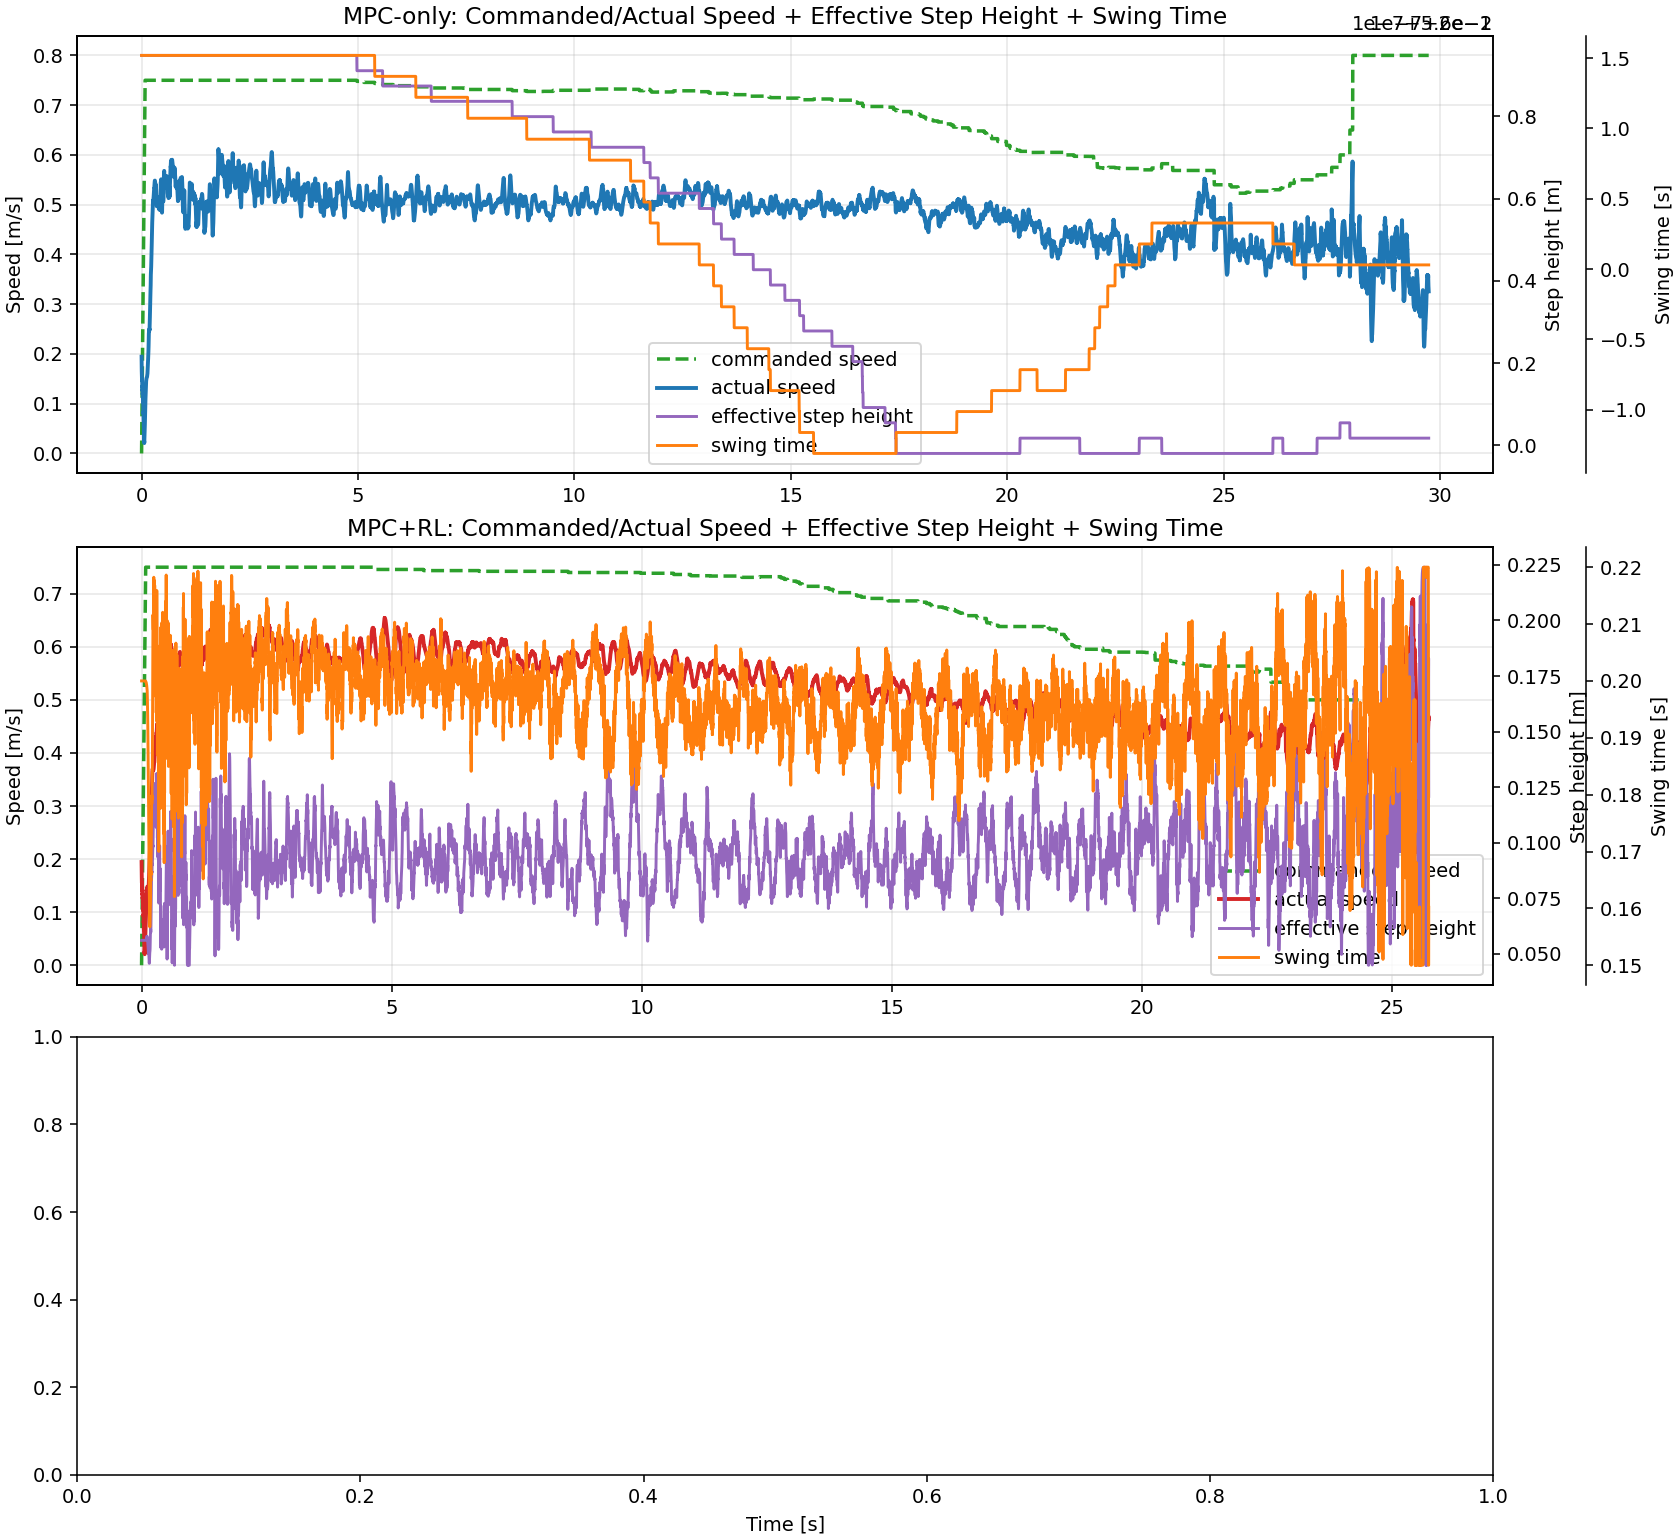 MPC-only: Commanded/Actual Speed + Effective Step Height + Swing Time
0.8
0.7
0.6
0.5
0.4
0.3
0.2
0.1
0.0
Speed [m/s]
0.8
0.6
0.4
0.2
0.0
Step height [m]
1.5
1.0
0.5
0.0
−0.5
−1.0
Swing time [s]
commanded speed
actual speed
effective step height
swing time
0 5 10 15 20 25 30
MPC+RL: Commanded/Actual Speed + Effective Step Height + Swing Time
0.7
0.6
0.5
0.4
0.3
0.2
0.1
0.0
Speed [m/s]
0.225
0.200
0.175
0.150
0.125
0.100
0.075
0.050
Step height [m]
0.22
0.21
0.20
0.19
0.18
0.17
0.16
0.15
Swing time [s]
commanded speed
actual speed
effective step height
swing time
0 5 10 15 20 25
1.0
0.8
0.6
0.4
0.2
0.0
0.0 0.2 0.4 0.6 0.8 1.0
Time [s]